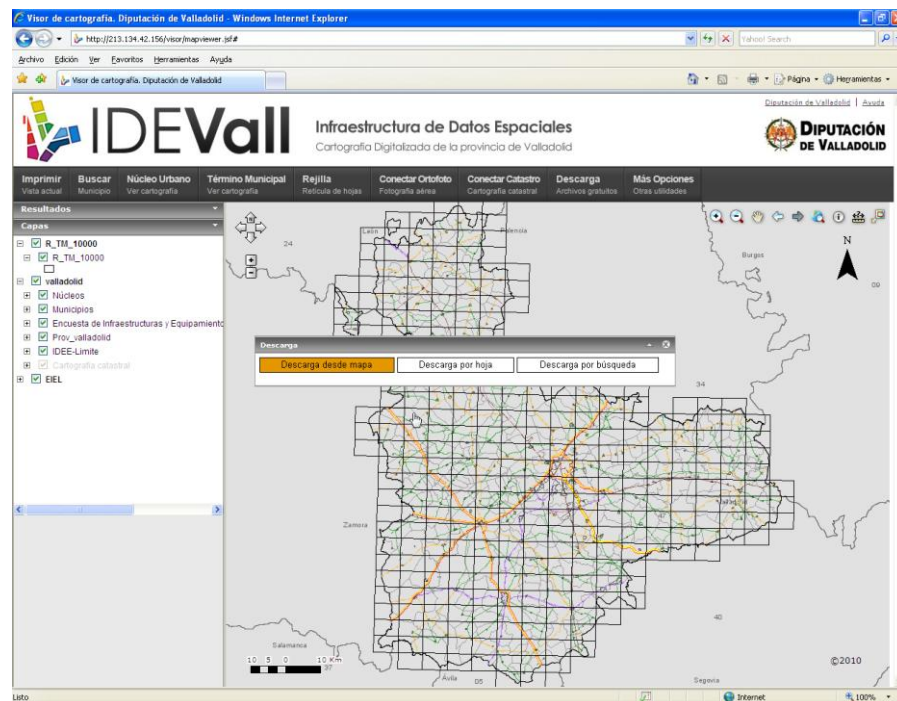 Visor de cartografía. Diputación de Valladolid - Windows Internet Explorer
http://213.134.42.156/visor/mapviewer.jsf#
Yahoo! Search
Archivo Edición Ver Favoritos Herramientas Ayuda
Visor de cartografía. Diputación de Valladolid
Página Herramientas
Diputación de Valladolid | Ayuda
IDEVall
Infraestructura de Datos Espaciales
Cartografía Digitalizada de la provincia de Valladolid
DIPUTACIÓN
DE VALLADOLID
Imprimir Buscar Núcleo Urbano Término Municipal Rejilla Conectar Ortofoto Conectar Catastro Descarga Más Opciones
Vista actual Municipio Ver cartografía Ver cartografía Retícula de hojas Fotografía aérea Cartografía catastral Archivos gratuitos Otras utilidades
Resultados
Capas
R_TM_10000
R_TM_10000
valladolid
Núcleos
Municipios
Encuesta de Infraestructuras y Equipamiento
Prov_valladolid
IDEE-Limite
Cartografía catastral
EIEL
León
Palencia
24
Burgos
N
09
Descarga
Descarga desde mapa Descarga por hoja Descarga por búsqueda
34
Zamora
40
Salamanca
10 5 0 10 Km
37
Ávila
05
Segovia
©2010
Listo
Internet
100%